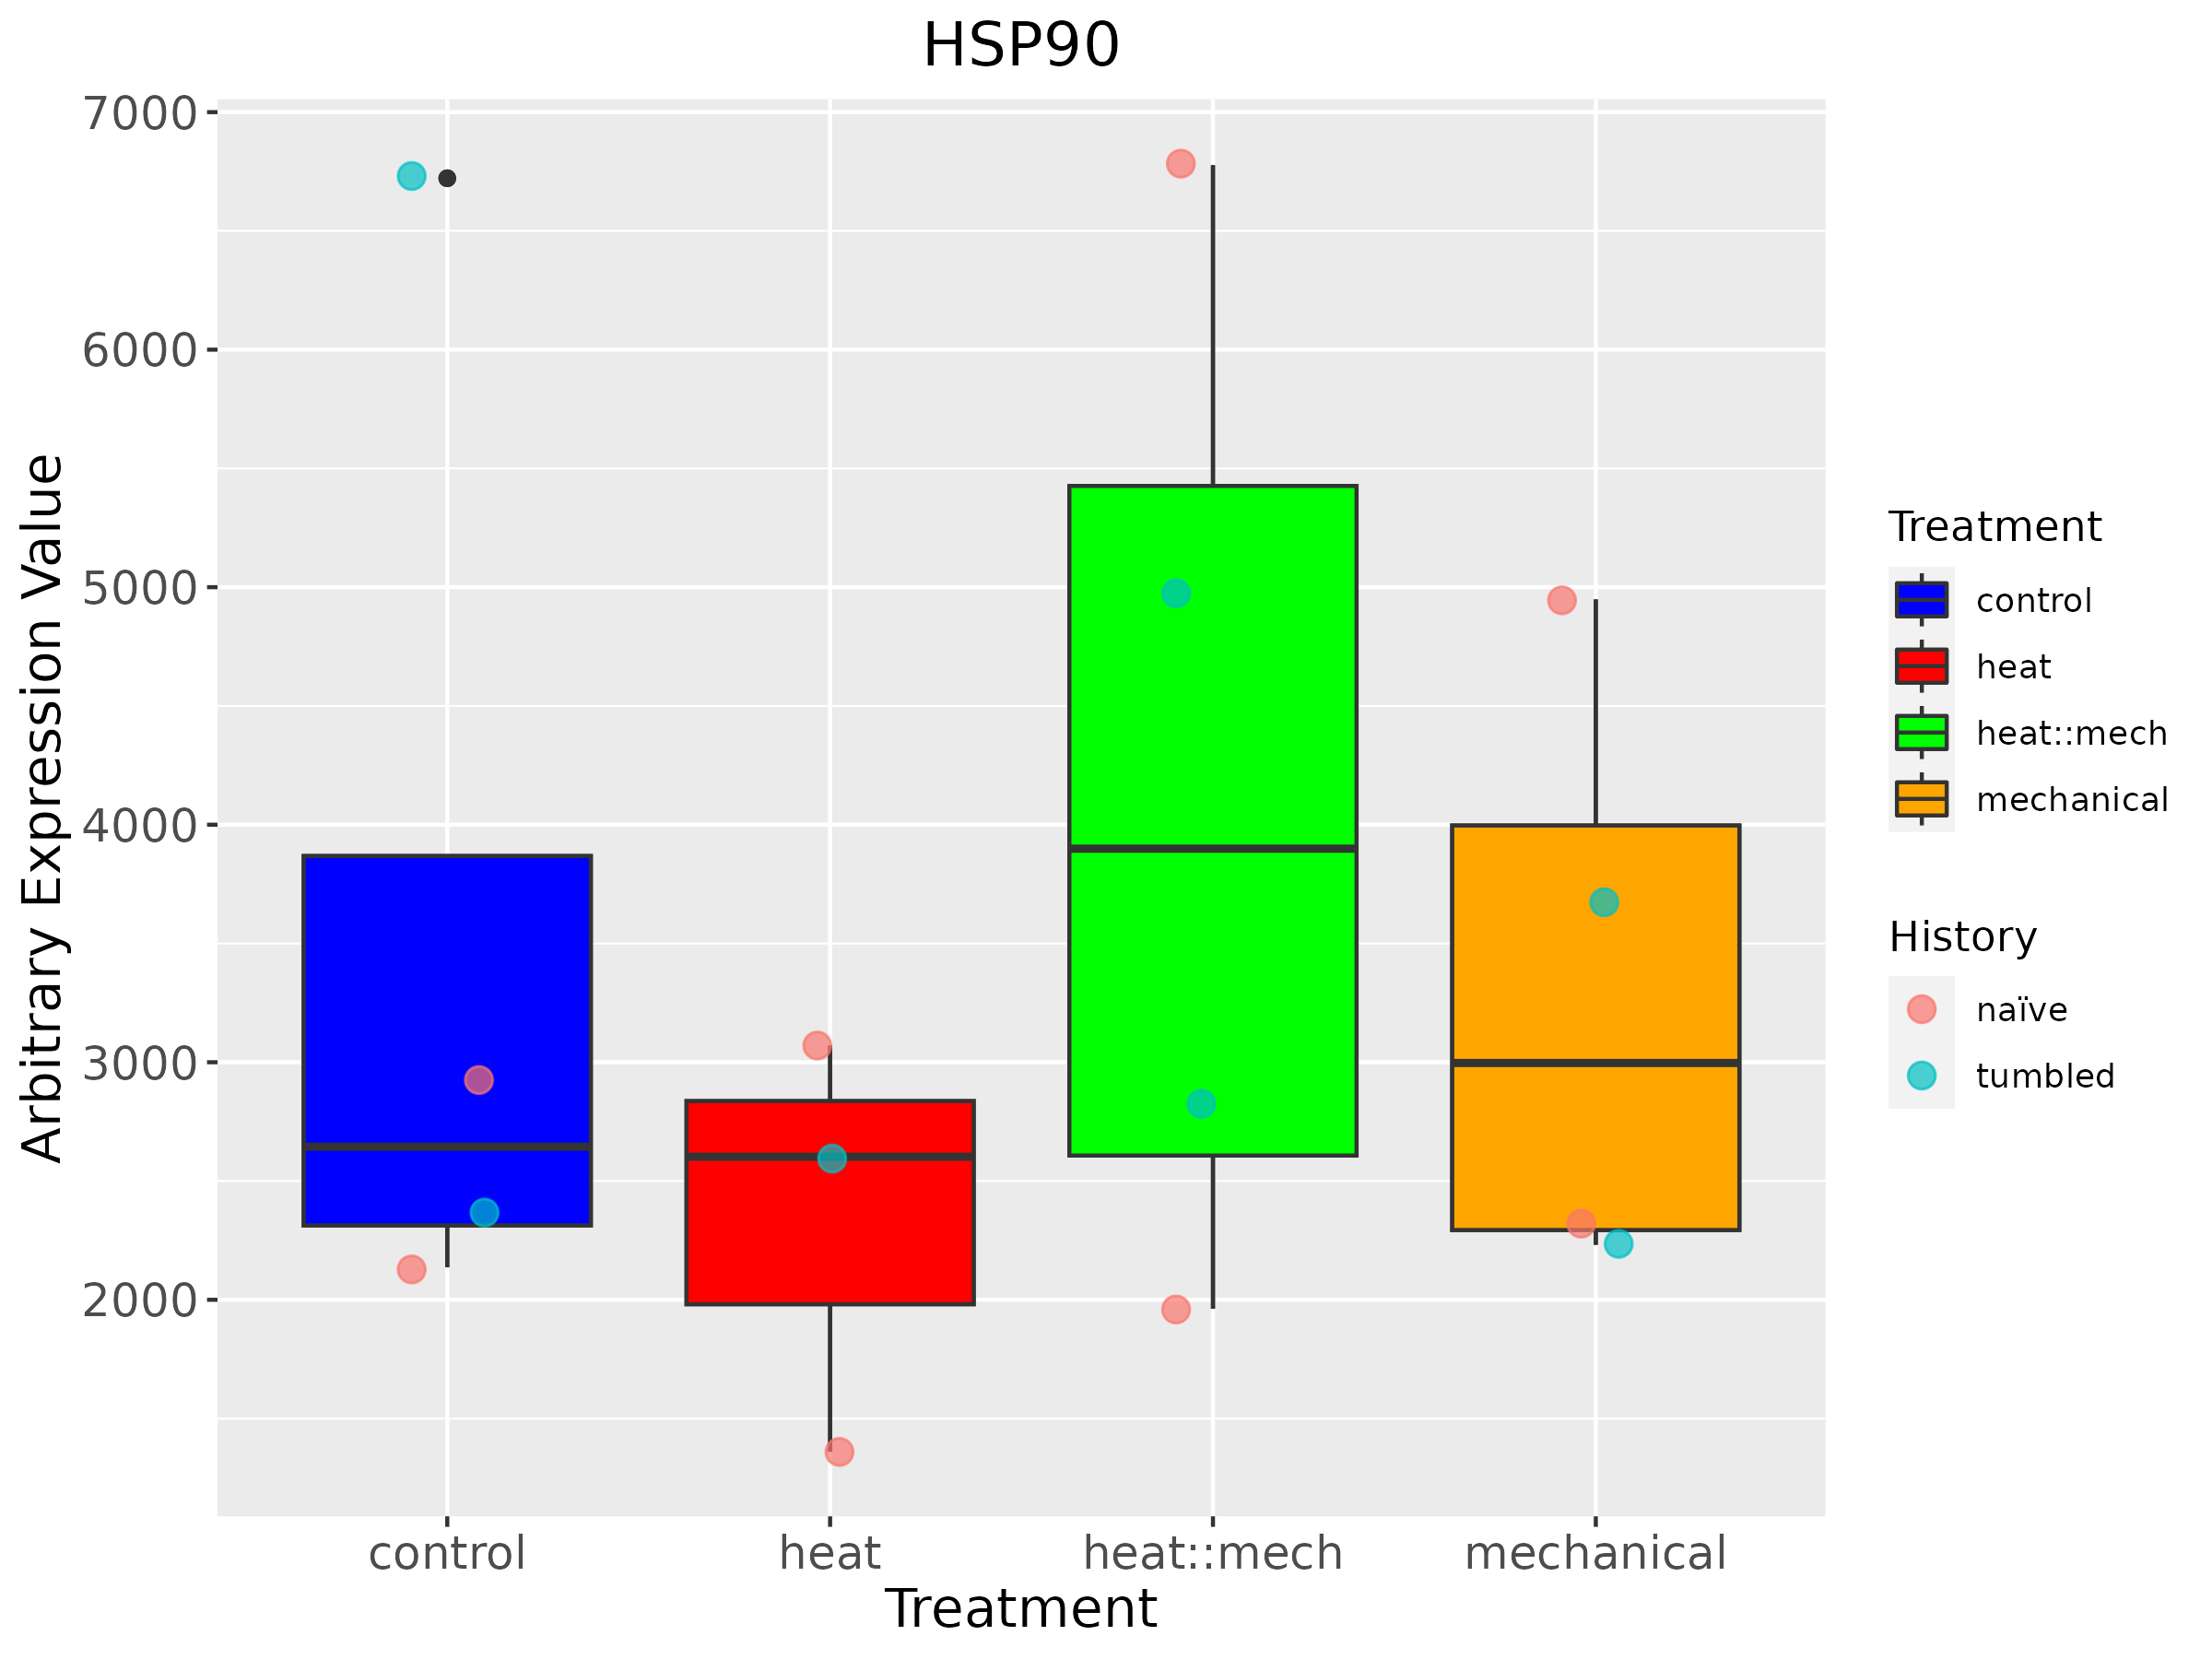 HSP90
7000
6000
5000
4000
3000
2000
Arbitrary Expression Value
control
heat
heat::mech
mechanical
Treatment
Treatment
control
heat
heat::mech
mechanical
History
naïve
tumbled